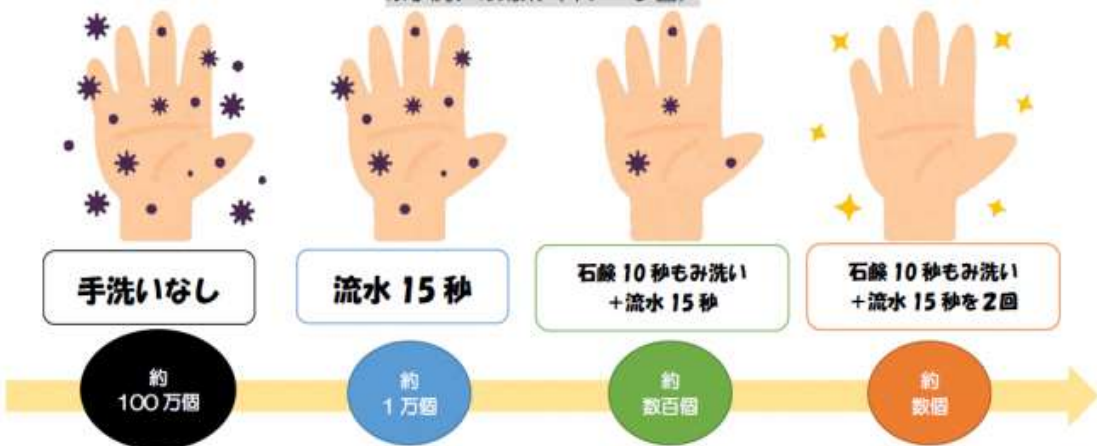 手洗いなし
流水 15 秒
石鹸 10 秒もみ洗い
+流水 15 秒
石鹸 10 秒もみ洗い
+流水 15 秒を 2回
約
100 万個
約
1 万個
約
数百個
約
数個